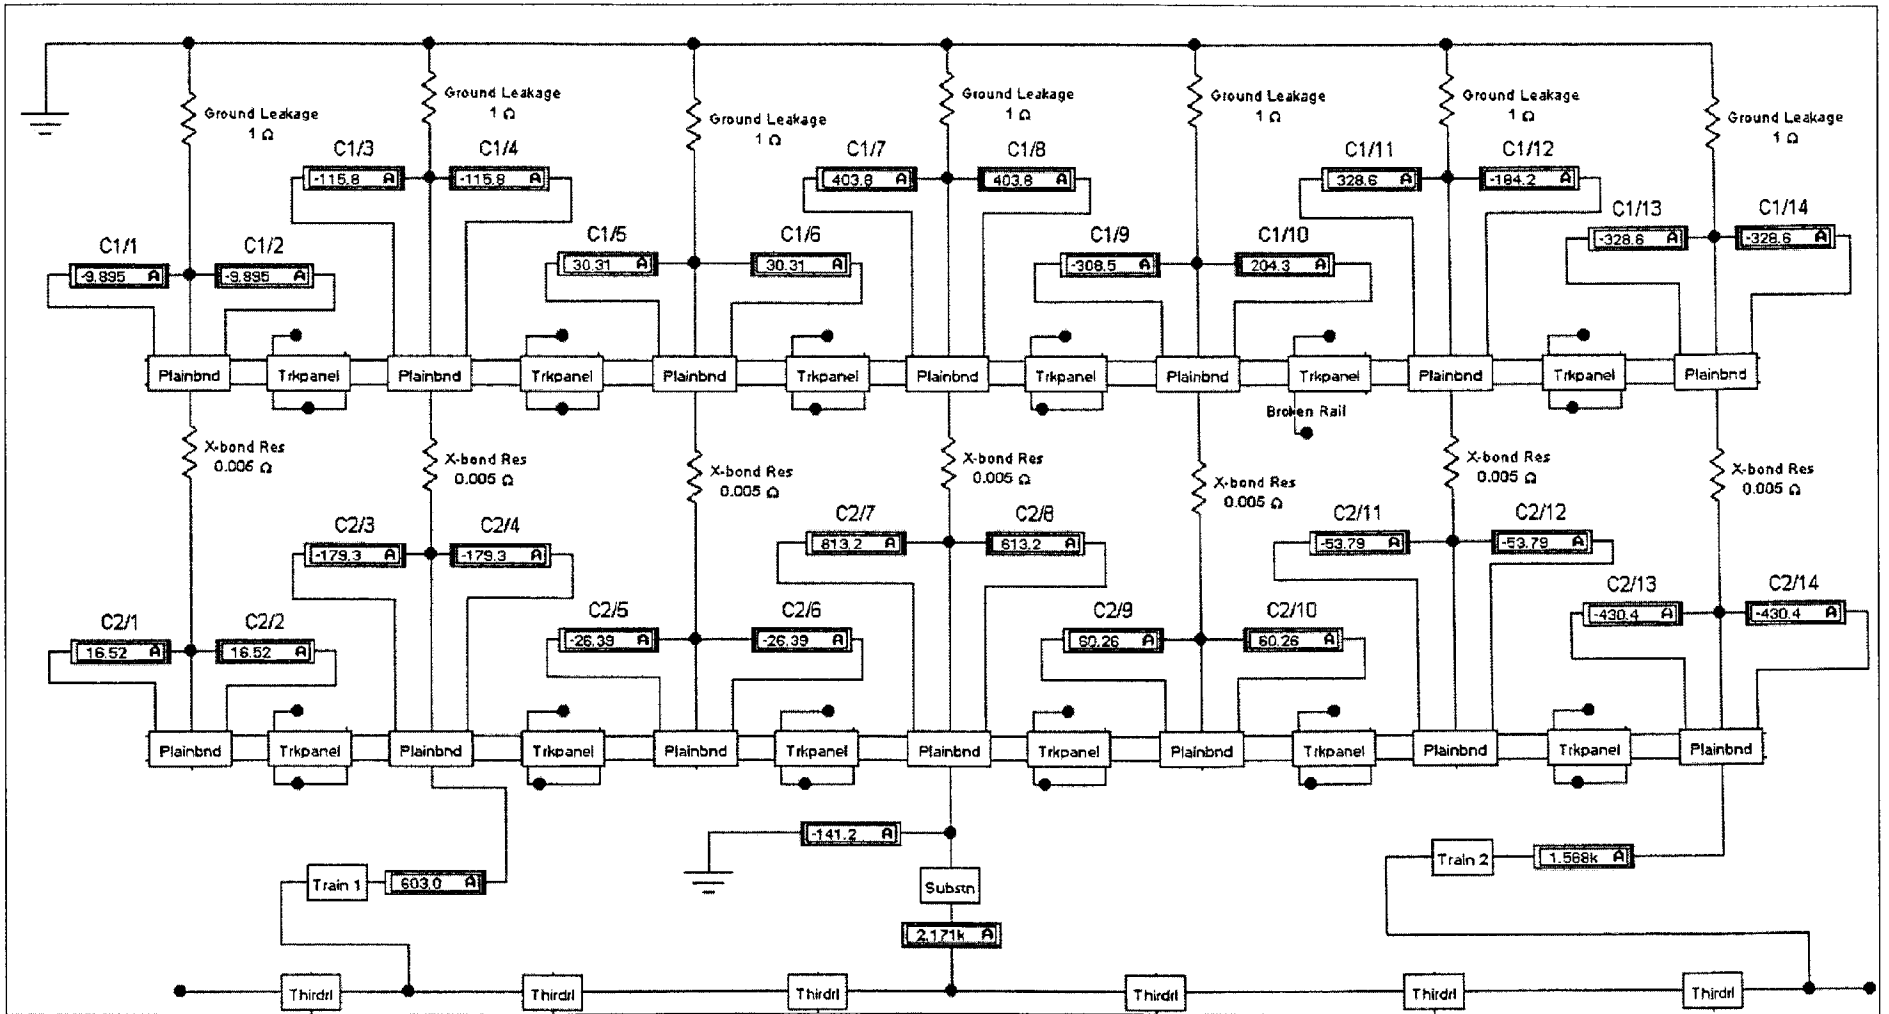 Ground Leakage
1 Ω
Ground Leakage
1 Ω
Ground Leakage
1 Ω
Ground Leakage
1 Ω
Ground Leakage
1 Ω
Ground Leakage
1 Ω
Ground Leakage
1 Ω
C1/3 C1/4 C1/7 C1/8 C1/11 C1/12
-115.8 A -115.8 A 403.8 A 403.8 A 328.6 A -184.2 A
C1/13 C1/14
-328.6 A -328.6 A
C1/1 C1/2 C1/5 C1/6 C1/9 C1/10
-9.895 A -9.895 A 30.31 A 30.31 A -308.5 A 204.3 A
Plainbnd Trkpanel Plainbnd Trkpanel Plainbnd Trkpanel Plainbnd Trkpanel Plainbnd Trkpanel Plainbnd Trkpanel Plainbnd
Broken Rail
X-bond Res
0.005 Ω
X-bond Res
0.005 Ω
X-bond Res
0.005 Ω
X-bond Res
0.005 Ω
X-bond Res
0.005 Ω
X-bond Res
0.005 Ω
X-bond Res
0.005 Ω
C2/3 C2/4 C2/7 C2/8 C2/11 C2/12
-179.3 A -179.3 A 613.2 A 613.2 A -53.79 A -53.79 A
C2/13 C2/14
-430.4 A -430.4 A
C2/1 C2/2 C2/5 C2/6 C2/9 C2/10
16.52 A 16.52 A -26.39 A -26.39 A 60.26 A 60.26 A
Plainbnd Trkpanel Plainbnd Trkpanel Plainbnd Trkpanel Plainbnd Trkpanel Plainbnd Trkpanel Plainbnd Trkpanel Plainbnd
-141.2 A
Train 1 603.0 A
Substn
Train 2 1.568k A
2.171k A
Thirdrl Thirdrl Thirdrl Thirdrl Thirdrl Thirdrl